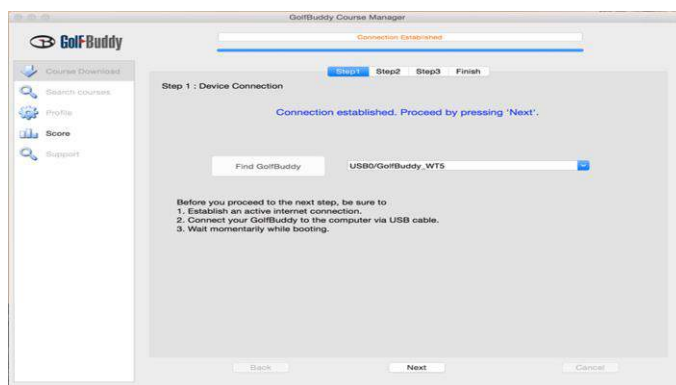 GolfBuddy Course Manager
GolfBuddy
Connection Established
Course Download
Search courses
Profile
Score
Support
Step1 Step2 Step3 Finish
Step 1 : Device Connection
Connection established. Proceed by pressing 'Next'.
Find GolfBuddy
USB0/GolfBuddy_WT5
Before you proceed to the next step, be sure to
1. Establish an active internet connection.
2. Connect your GolfBuddy to the computer via USB cable.
3. Wait momentarily while booting.
Back Next Cancel